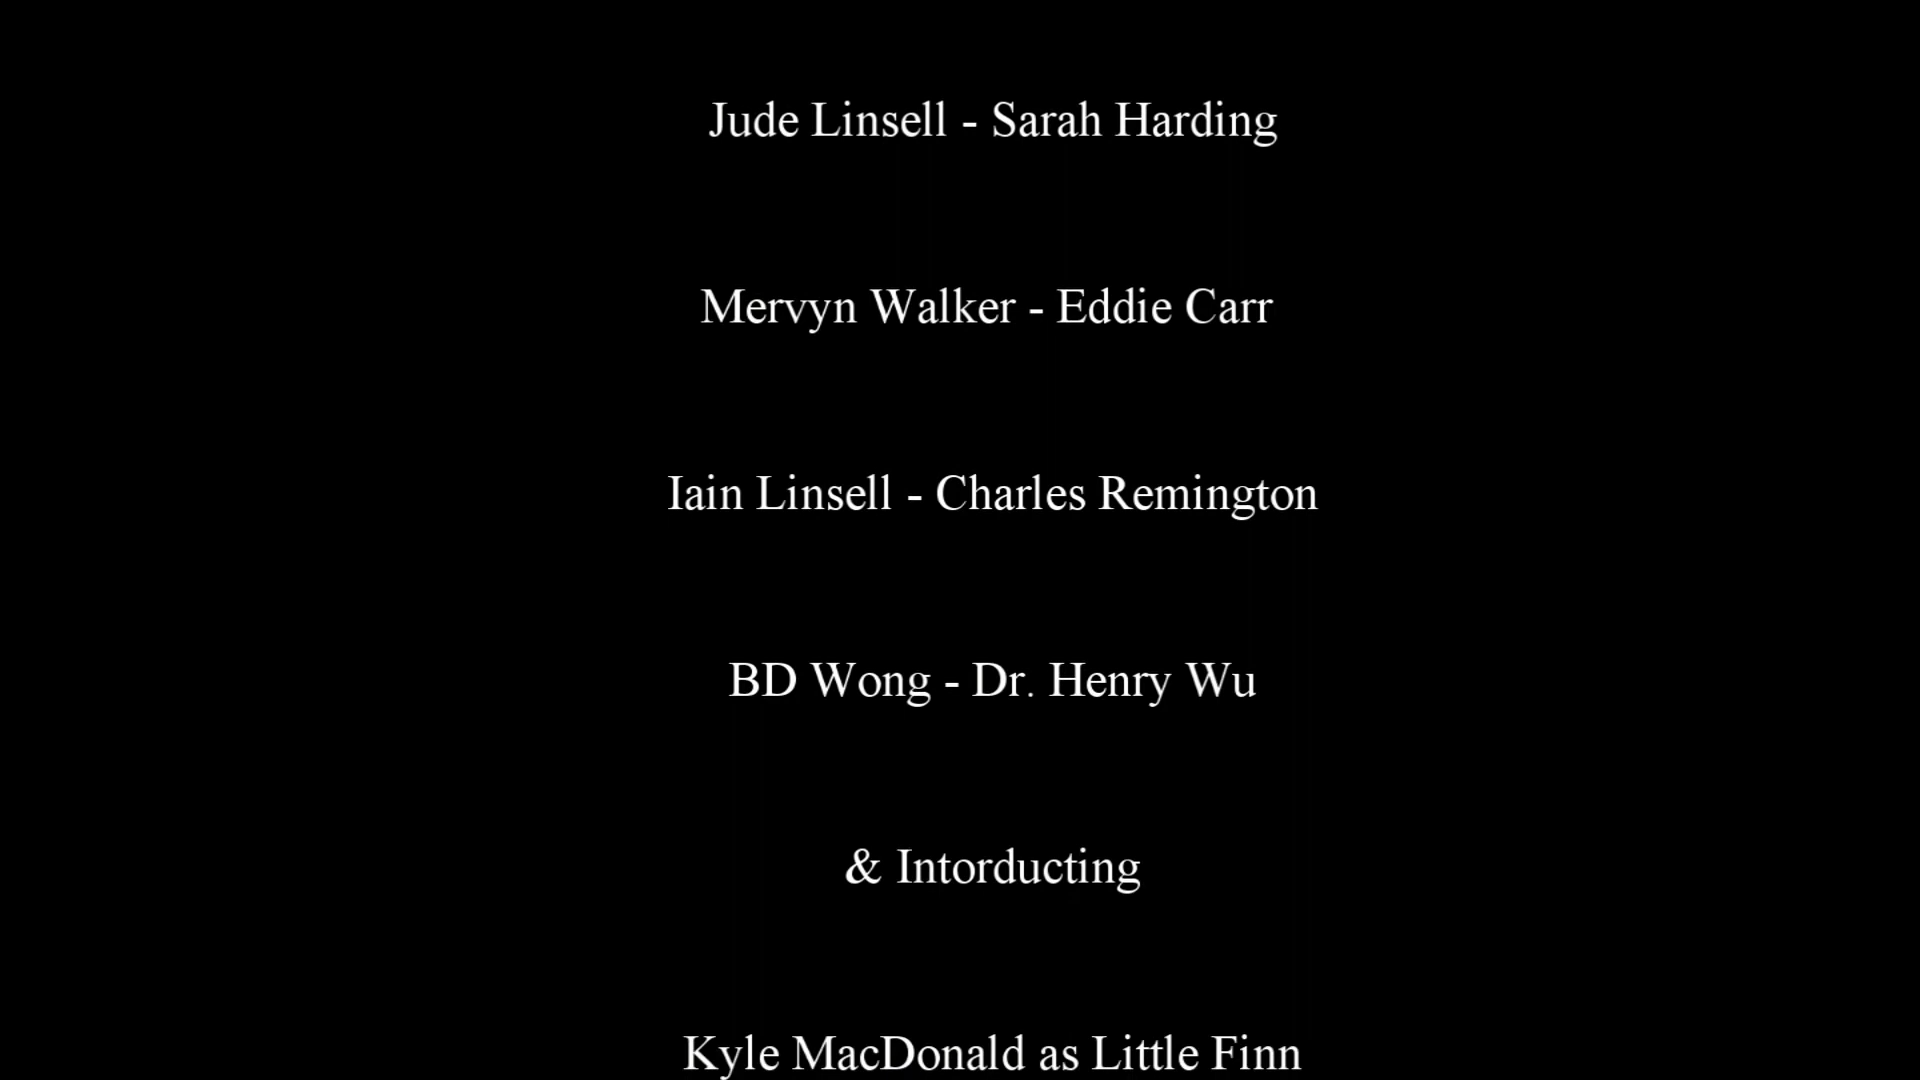 Jude Linsell - Sarah Harding
Mervyn Walker - Eddie Carr
Iain Linsell - Charles Remington
BD Wong - Dr. Henry Wu
& Intorducting
Kyle MacDonald as Little Finn